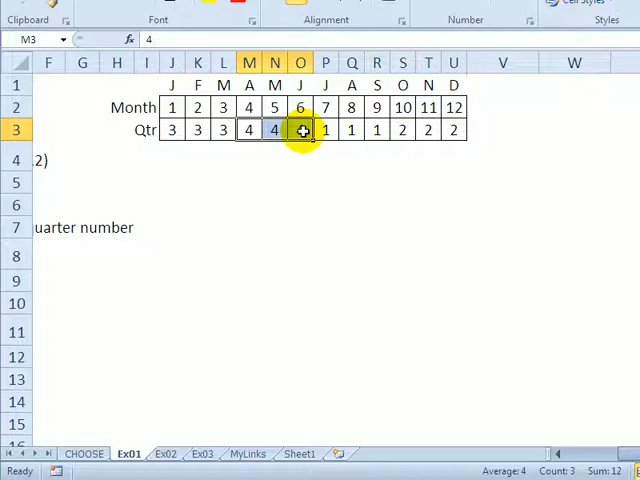 Cell Styles
Clipboard Font Alignment Number Styles
M3 fx 4
F G H I J K L M N O P Q R S T U V W
1 J F M A M J J A S O N D
2 Month 1 2 3 4 5 6 7 8 9 10 11 12
3 Qtr 3 3 3 4 4 1 1 1 2 2 2
4 ,2)
5
6
7 uarter number
8
9
10
11
12
13
14
15
16
CHOOSE Ex01 Ex02 Ex03 MyLinks Sheet1
Ready Average: 4 Count: 3 Sum: 12